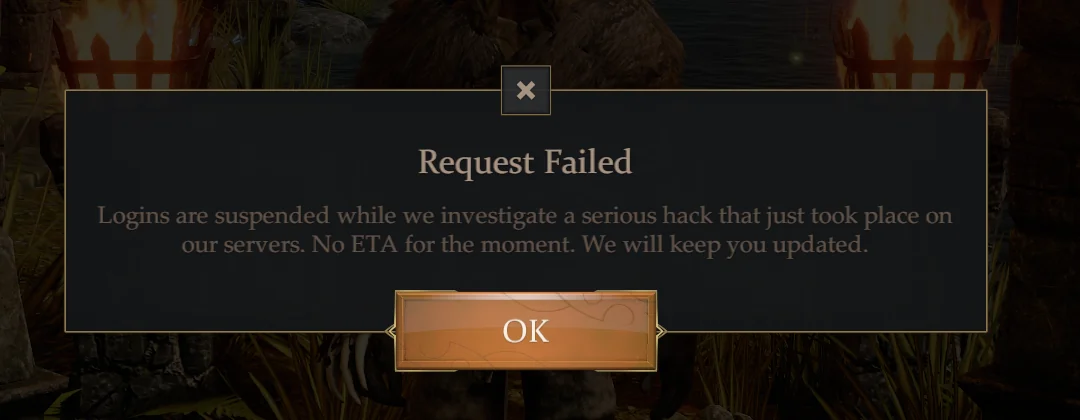 Request Failed
Logins are suspended while we investigate a serious hack that just took place on
our servers. No ETA for the moment. We will keep you updated.
OK